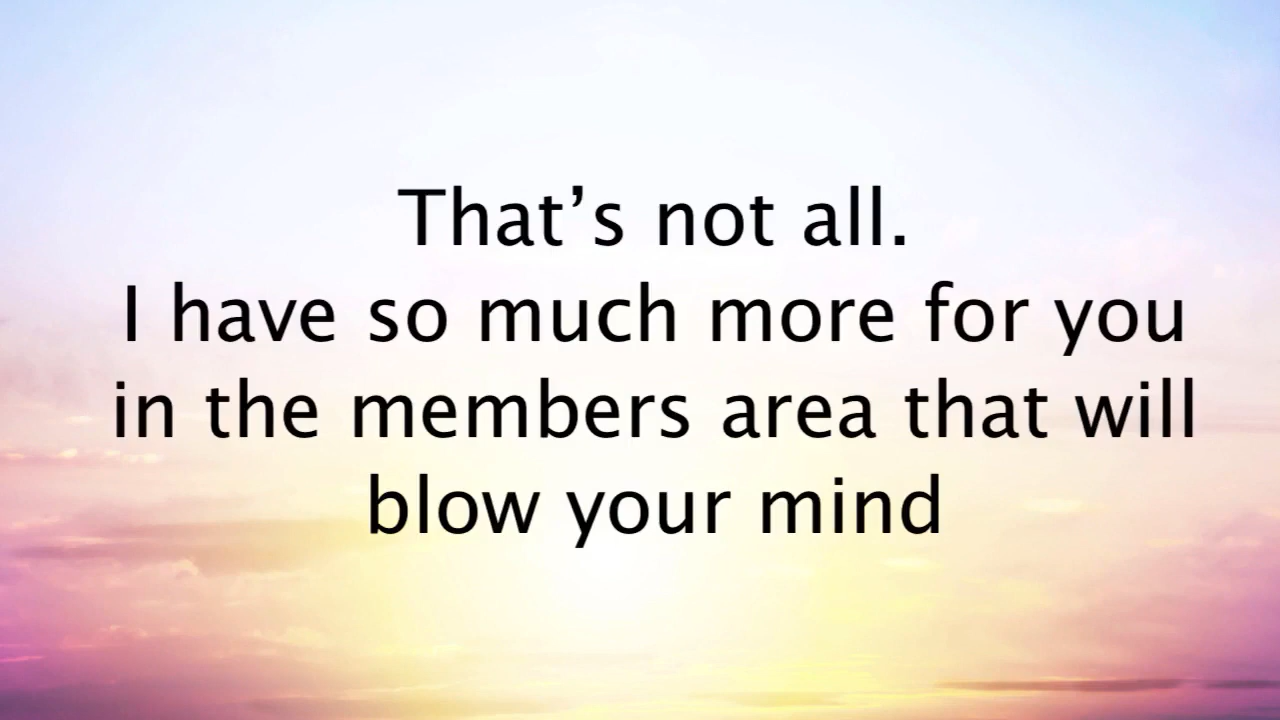 That’s not all.
I have so much more for you
in the members area that will
blow your mind